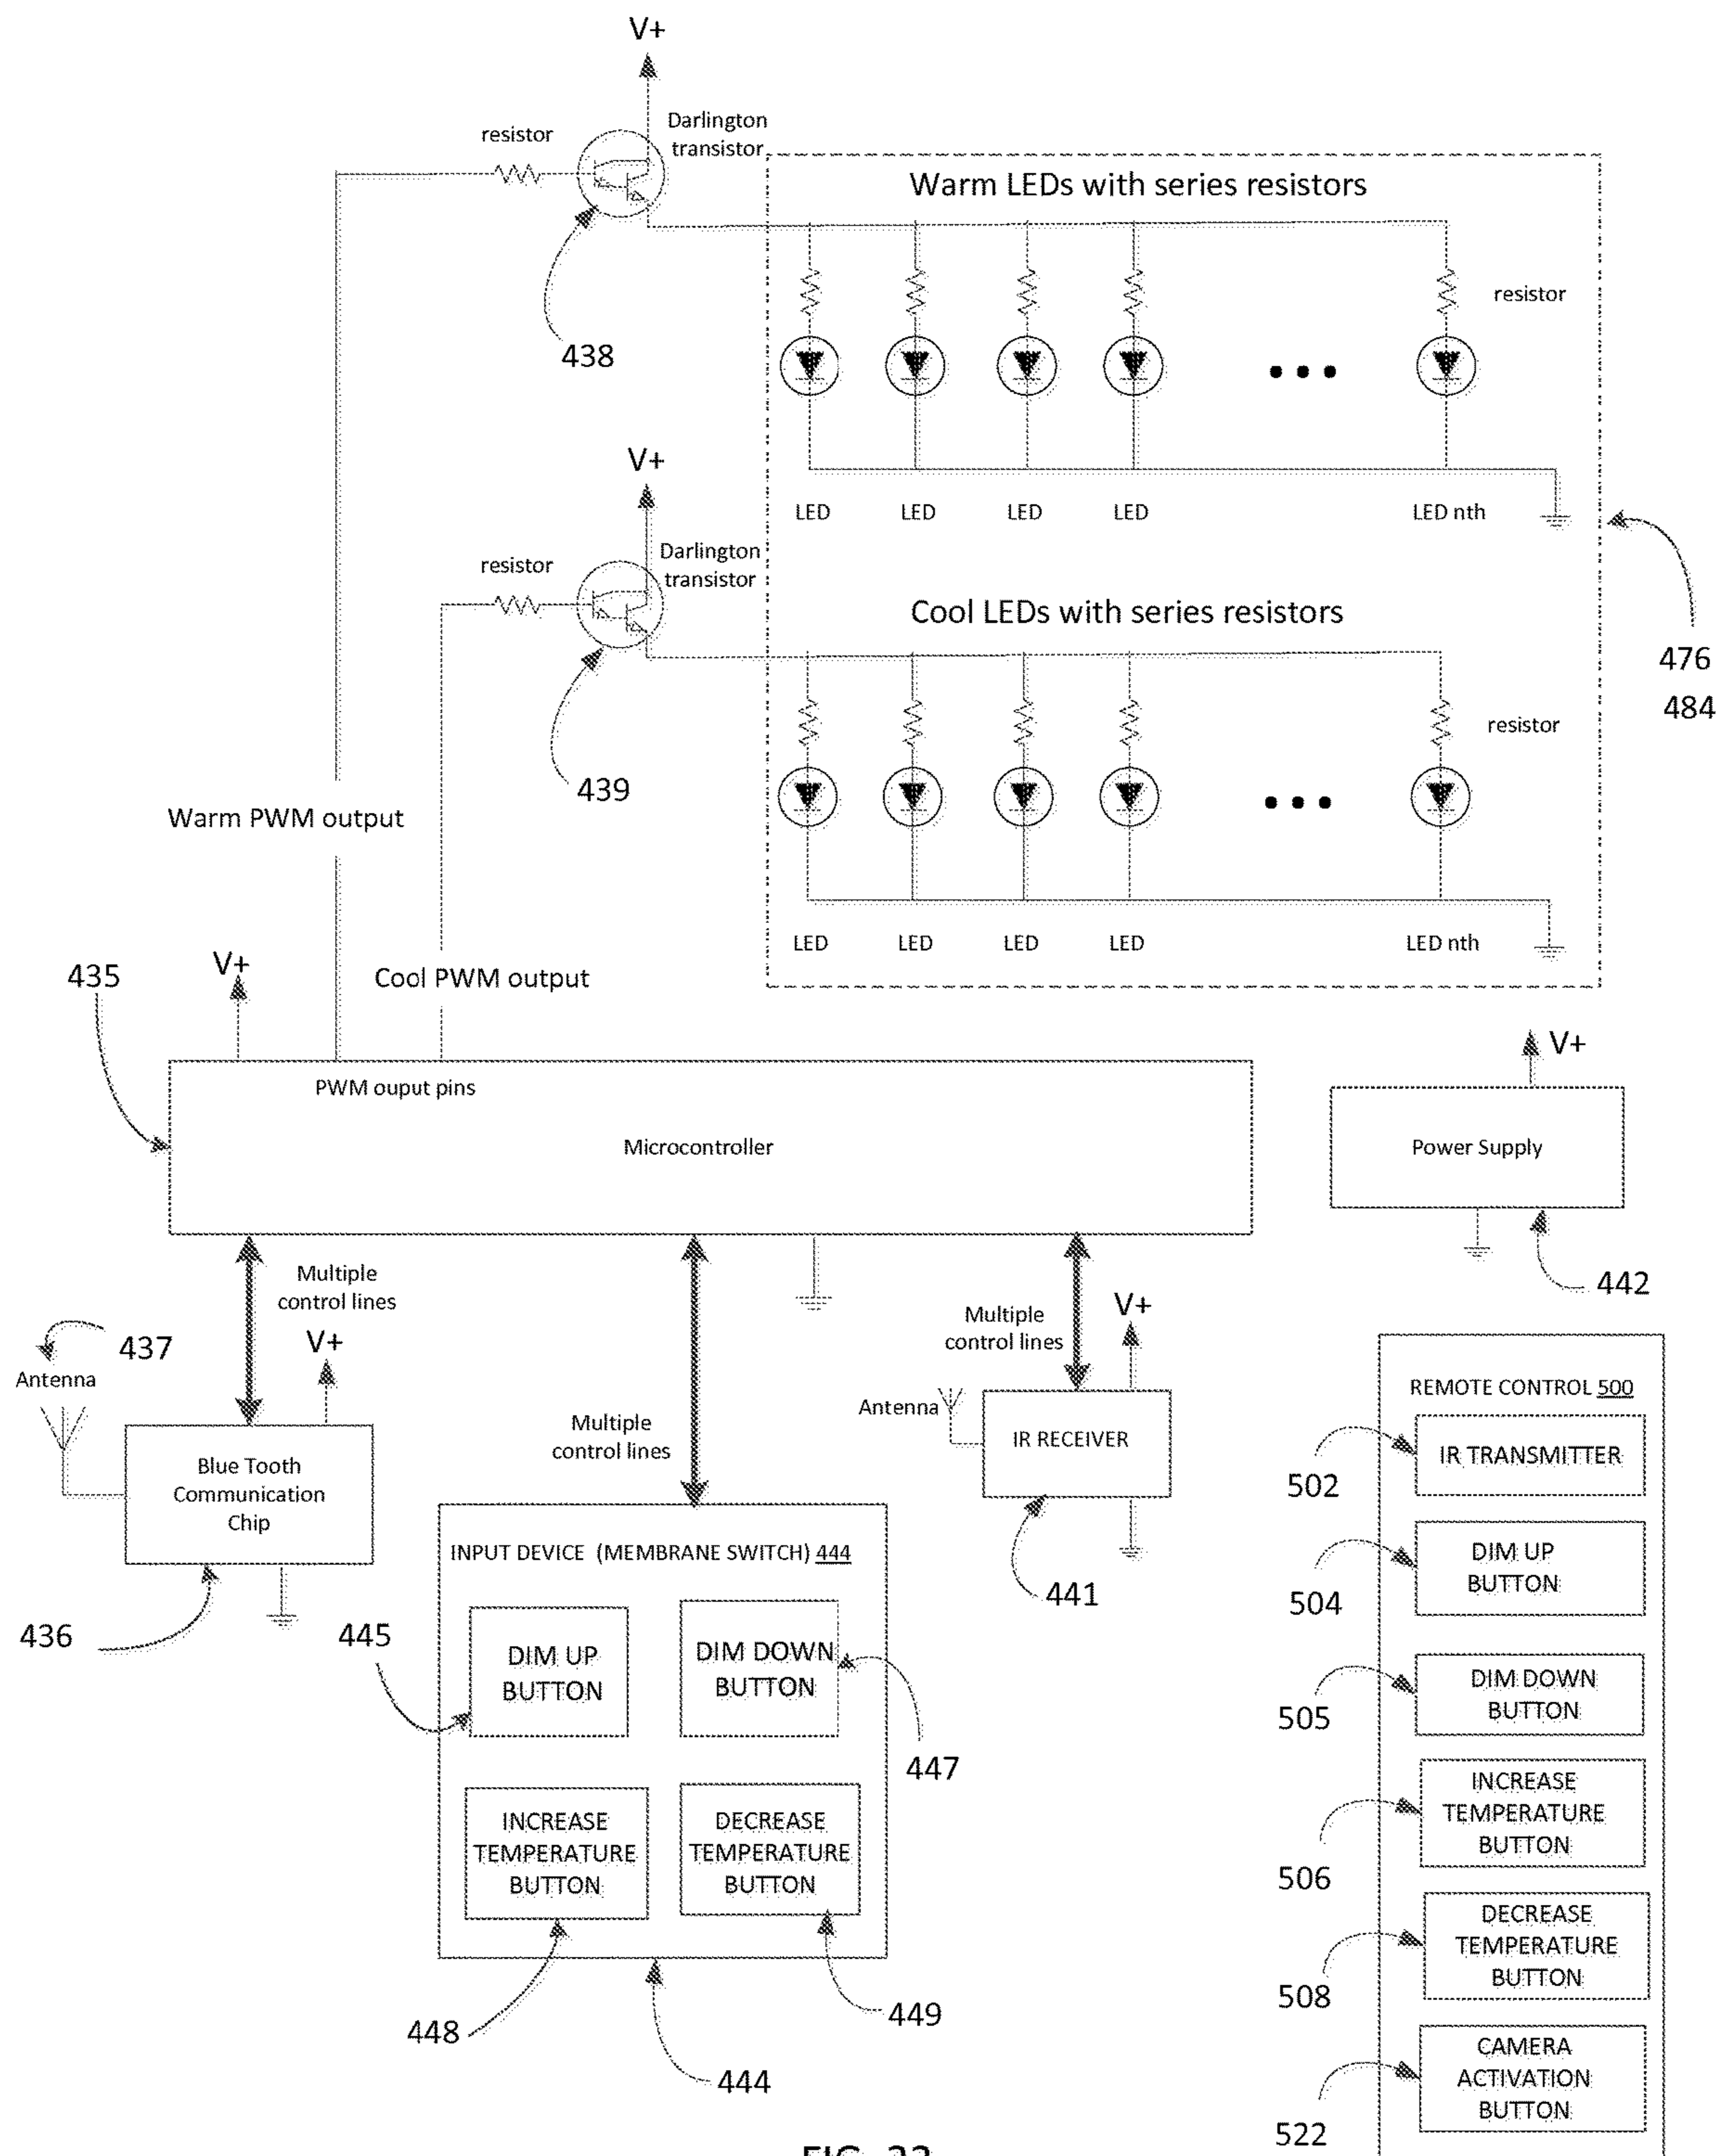 V+
Darlington
transistor
resistor
Warm LEDs with series resistors
resistor
438
LED
LED
LED
LED
LED nth
V+
Darlington
transistor
resistor
Cool LEDs with series resistors
476
484
resistor
439
Warm PWM output
LED
LED
LED
LED
LED nth
V+
435
Cool PWM output
V+
PWM ouput pins
Microcontroller
Power Supply
442
Multiple
control lines
437
Antenna
V+
Blue Tooth
Communication
Chip
436
Multiple
control lines
Multiple
control lines
V+
Antenna
IR RECEIVER
441
INPUT DEVICE (MEMBRANE SWITCH) 444
445
DIM UP
BUTTON
DIM DOWN
BUTTON
447
INCREASE
TEMPERATURE
BUTTON
DECREASE
TEMPERATURE
BUTTON
448
449
444
REMOTE CONTROL 500
IR TRANSMITTER
502
DIM UP
BUTTON
504
DIM DOWN
BUTTON
505
INCREASE
TEMPERATURE
BUTTON
506
DECREASE
TEMPERATURE
BUTTON
508
CAMERA
ACTIVATION
BUTTON
522